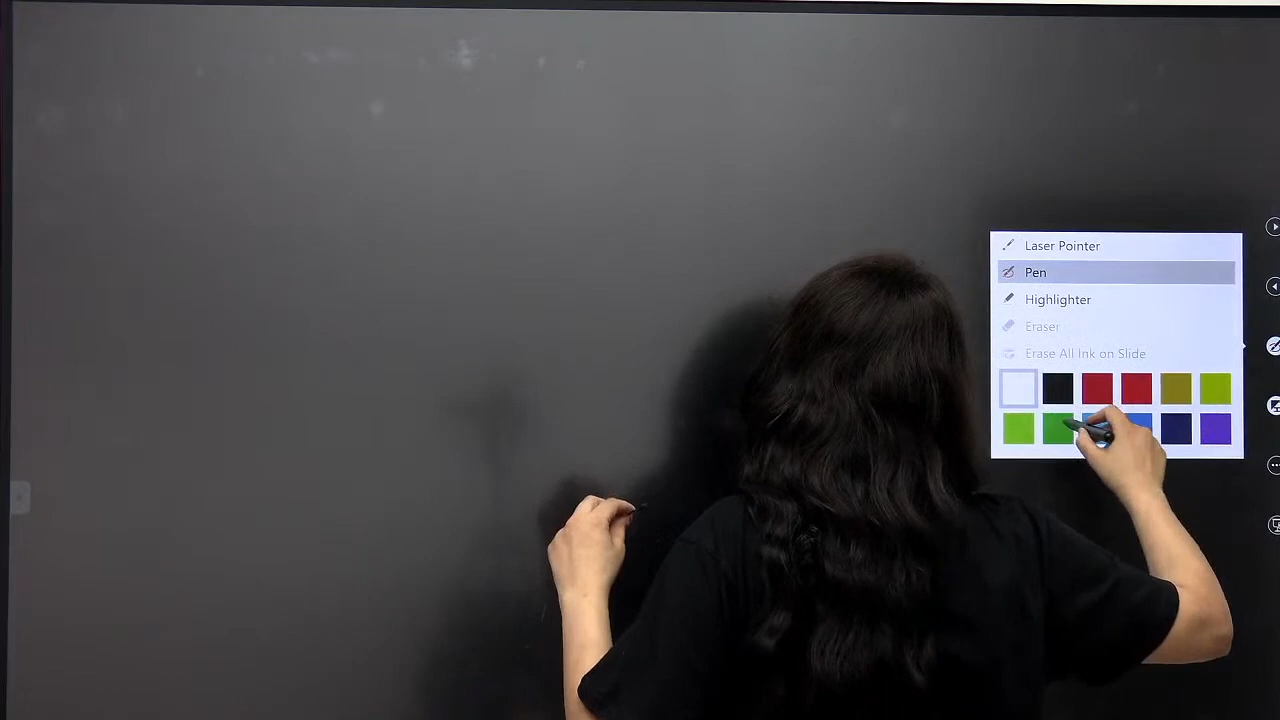 Laser Pointer
Pen
Highlighter
Eraser
Erase All Ink on Slide